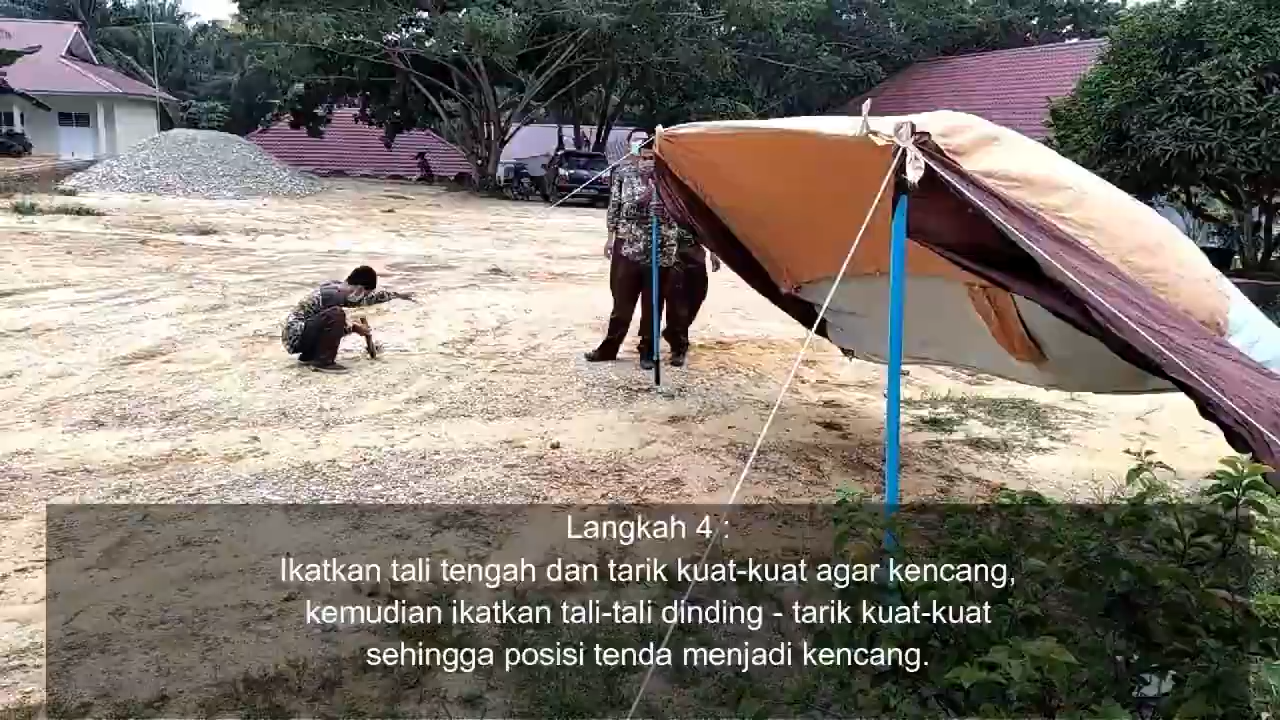 Langkah 4 :
Ikatkan tali tengah dan tarik kuat-kuat agar kencang,
kemudian ikatkan tali-tali dinding - tarik kuat-kuat
sehingga posisi tenda menjadi kencang.